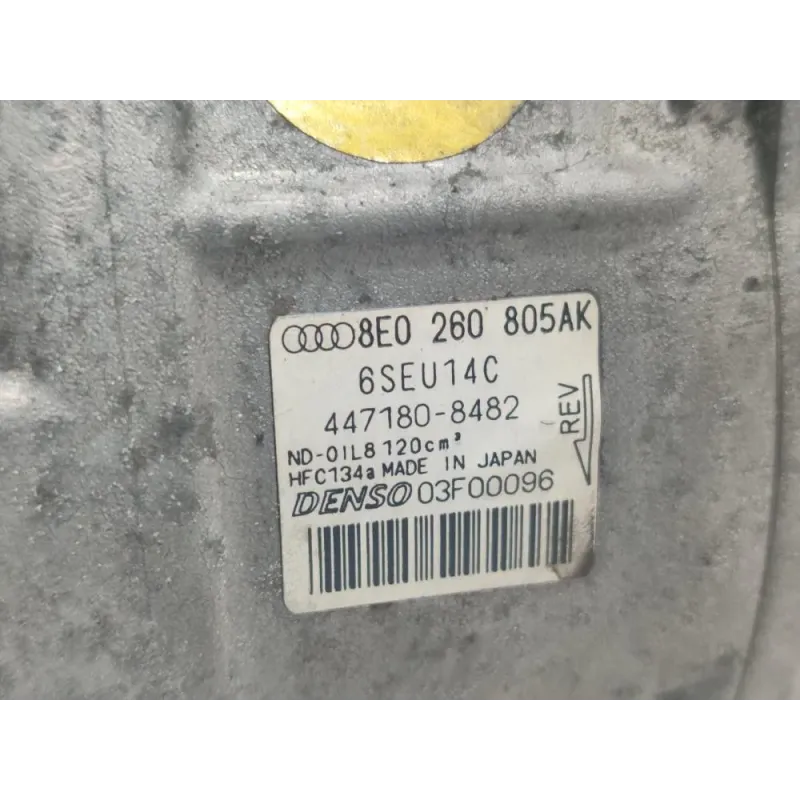 8E0 260 805AK
6SEU14C
447180-8482
ND-OIL8 120cm³
HFC134a MADE IN JAPAN
DENSO 03F00096
REV